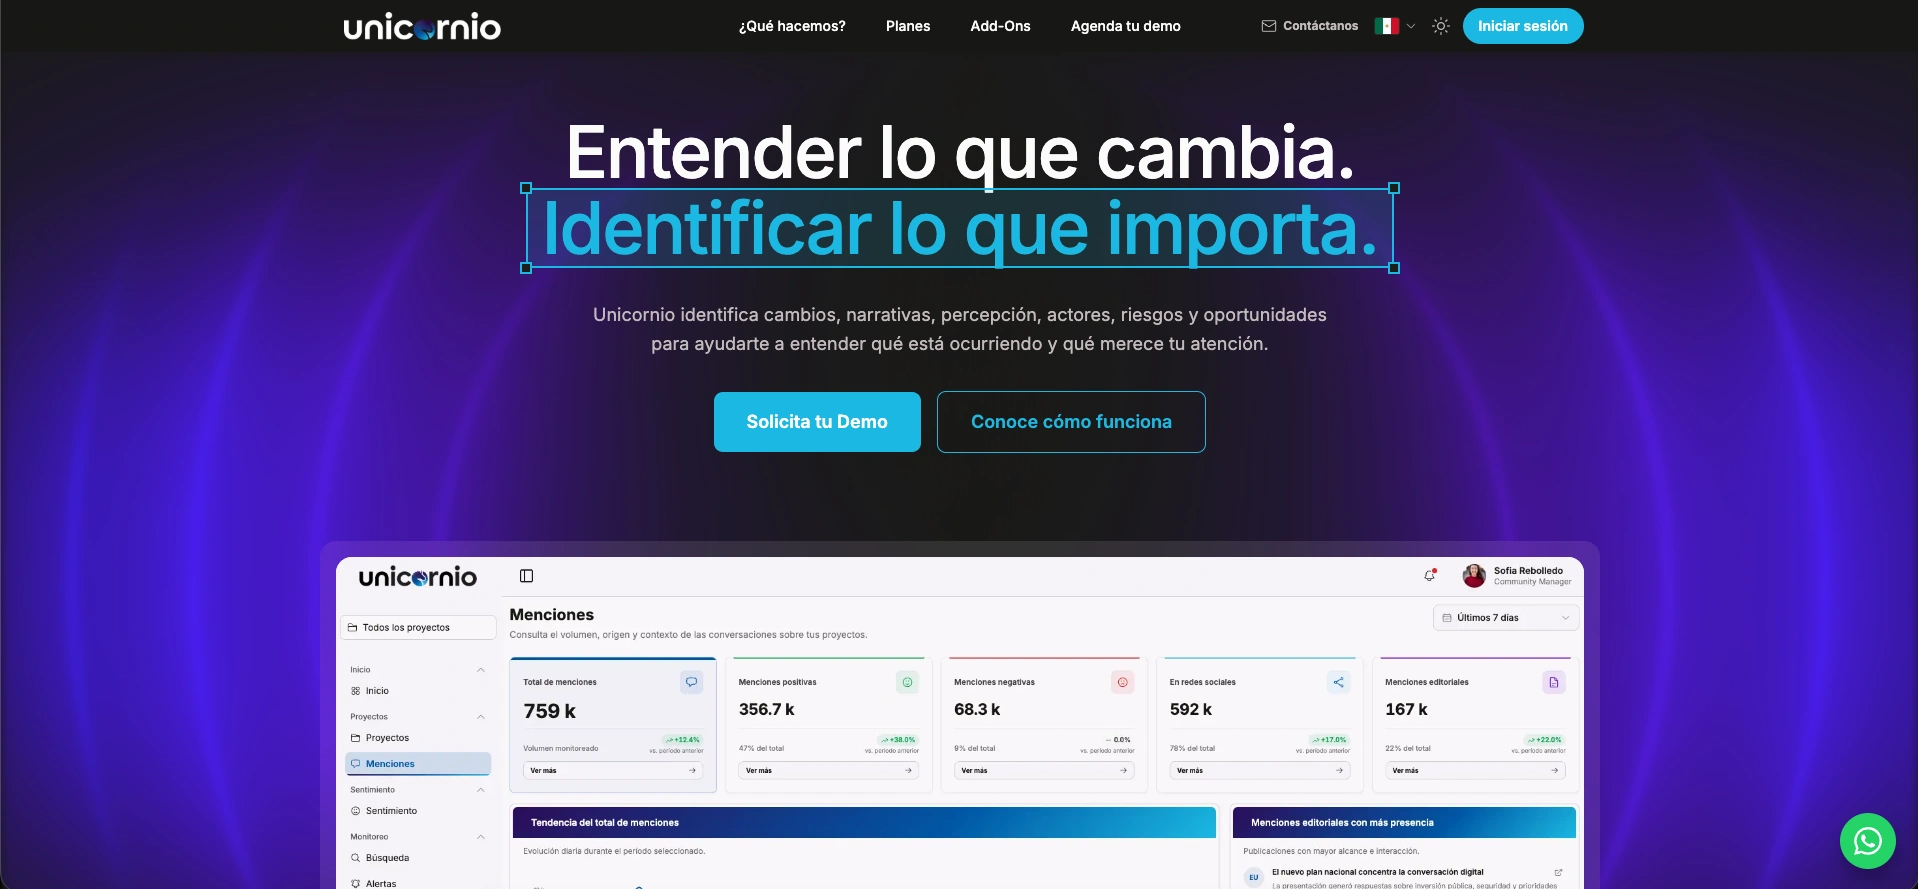 unicornio
¿Qué hacemos?
Planes
Add-Ons
Agenda tu demo
Contáctanos
Iniciar sesión
Entender lo que cambia.
Identificar lo que importa.
Unicornio identifica cambios, narrativas, percepción, actores, riesgos y oportunidades
para ayudarte a entender qué está ocurriendo y qué merece tu atención.
Solicita tu Demo
Conoce cómo funciona
unicornio
Sofia Rebolledo
Community Manager
Todos los proyectos
Inicio
Inicio
Proyectos
Proyectos
Menciones
Sentimiento
Sentimiento
Monitoreo
Búsqueda
Alertas
Menciones
Consulta el volumen, origen y contexto de las conversaciones sobre tus proyectos.
Últimos 7 días
Total de menciones
759 k
Volumen monitoreado
+12.4%
vs. periodo anterior
Ver más
Menciones positivas
356.7 k
47% del total
+38.0%
vs. periodo anterior
Ver más
Menciones negativas
68.3 k
9% del total
0.0%
vs. periodo anterior
Ver más
En redes sociales
592 k
78% del total
+17.0%
vs. periodo anterior
Ver más
Menciones editoriales
167 k
22% del total
+22.0%
vs. periodo anterior
Ver más
Tendencia del total de menciones
Evolución diaria durante el periodo seleccionado.
Menciones editoriales con más presencia
Publicaciones con mayor alcance e interacción.
EU
El nuevo plan nacional concentra la conversación digital
La presentación generó respuestas sobre inversión pública, seguridad y prioridades